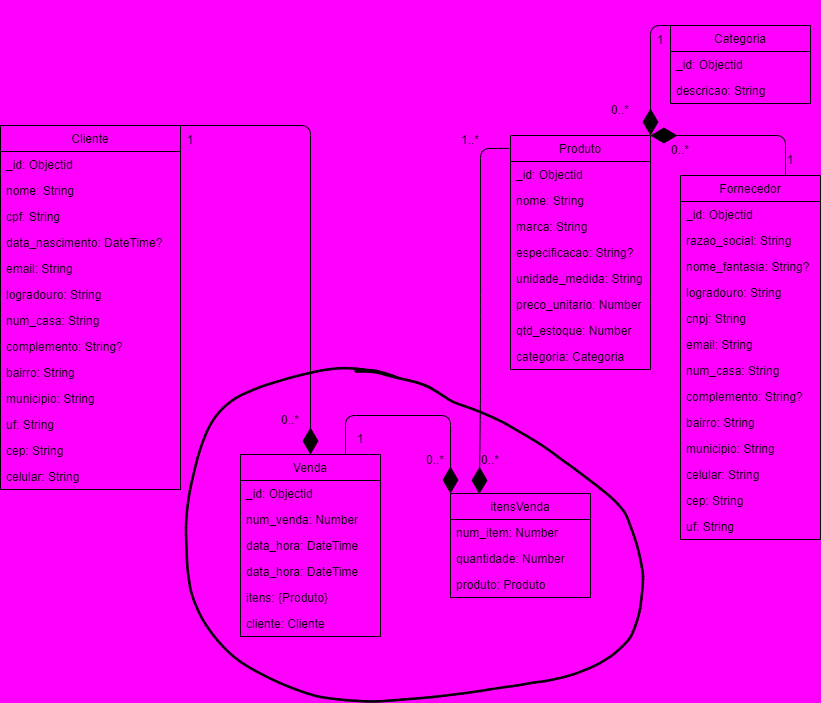 Categoria
_id: Objectid
descricao: String
1
0..*
Cliente
_id: Objectid
nome: String
cpf: String
data_nascimento: DateTime?
email: String
logradouro: String
num_casa: String
complemento: String?
bairro: String
municipio: String
uf: String
cep: String
celular: String
1
0..*
1..*
Produto
_id: Objectid
nome: String
marca: String
especificacao: String?
unidade_medida: String
preco_unitario: Number
qtd_estoque: Number
categoria: Categoria
0..*
1
Fornecedor
_id: Objectid
razao_social: String
nome_fantasia: String?
logradouro: String
cnpj: String
email: String
num_casa: String
complemento: String?
bairro: String
municipio: String
celular: String
cep: String
uf: String
Venda
_id: Objectid
num_venda: Number
data_hora: DateTime
data_hora: DateTime
itens: {Produto}
cliente: Cliente
1
0..*
0..*
itensVenda
num_item: Number
quantidade: Number
produto: Produto